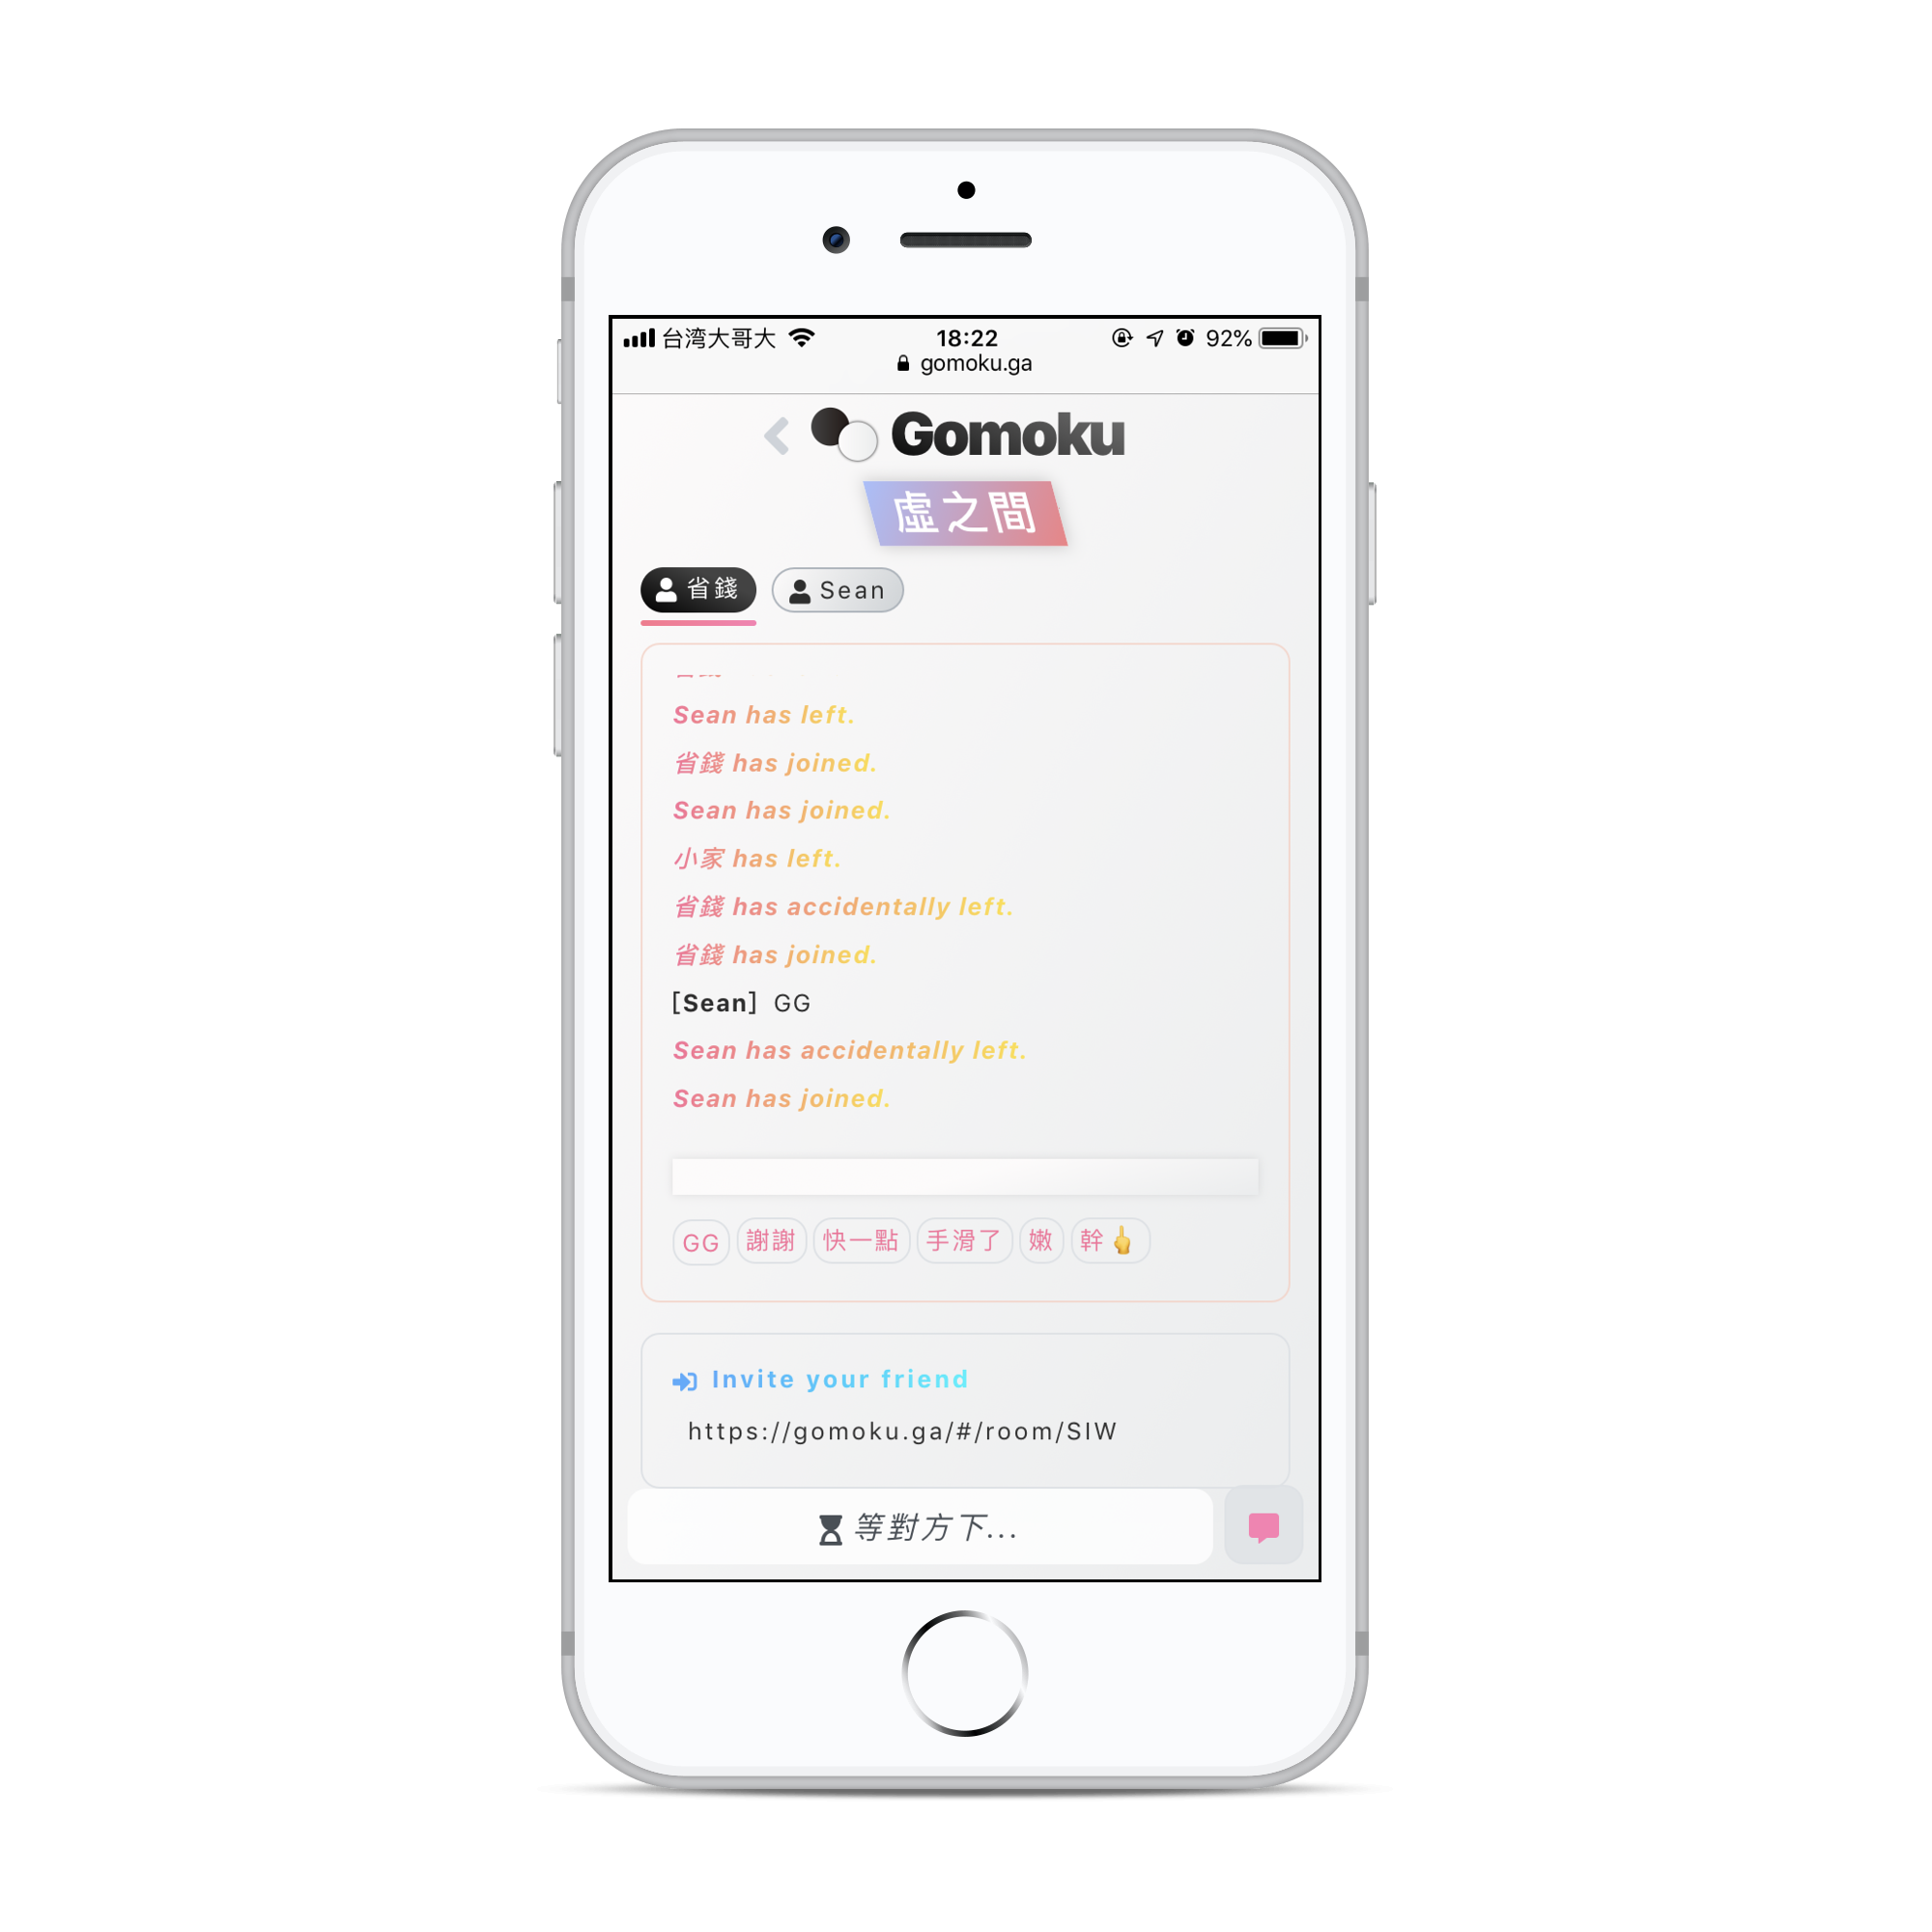 台湾大哥大 18:22 92%
gomoku.ga
Gomoku
虛之間
省錢 Sean
Sean has left.
省錢 has joined.
Sean has joined.
小家 has left.
省錢 has accidentally left.
省錢 has joined.
[Sean] GG
Sean has accidentally left.
Sean has joined.
GG 謝謝 快一點 手滑了 嫩 幹🖕
Invite your friend
https://gomoku.ga/#/room/SIW
等對方下...